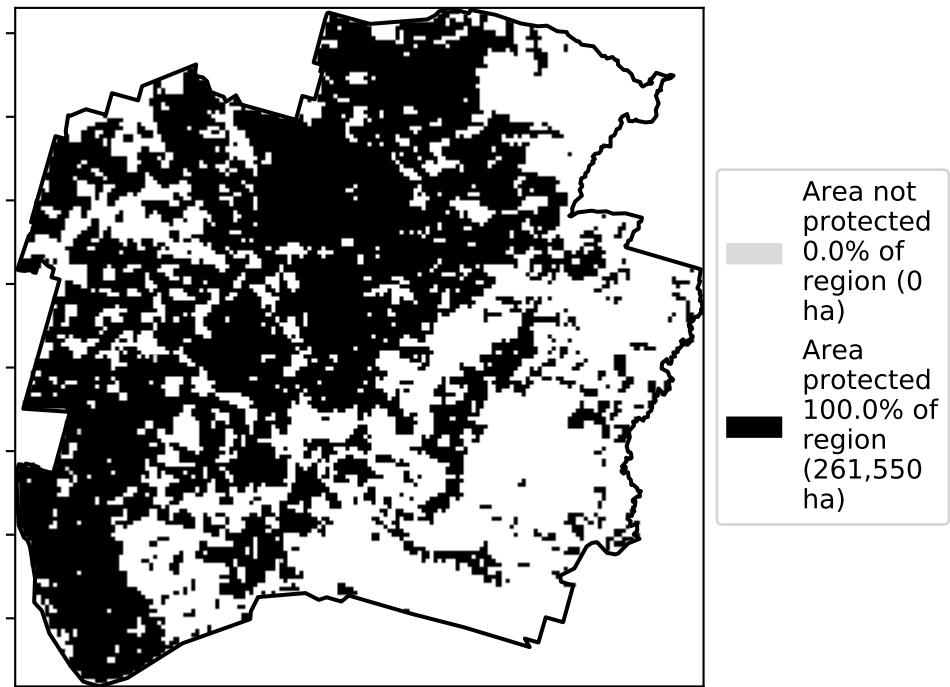 Area not
protected
0.0% of
region (0
ha)
Area
protected
100.0% of
region
(261,550
ha)